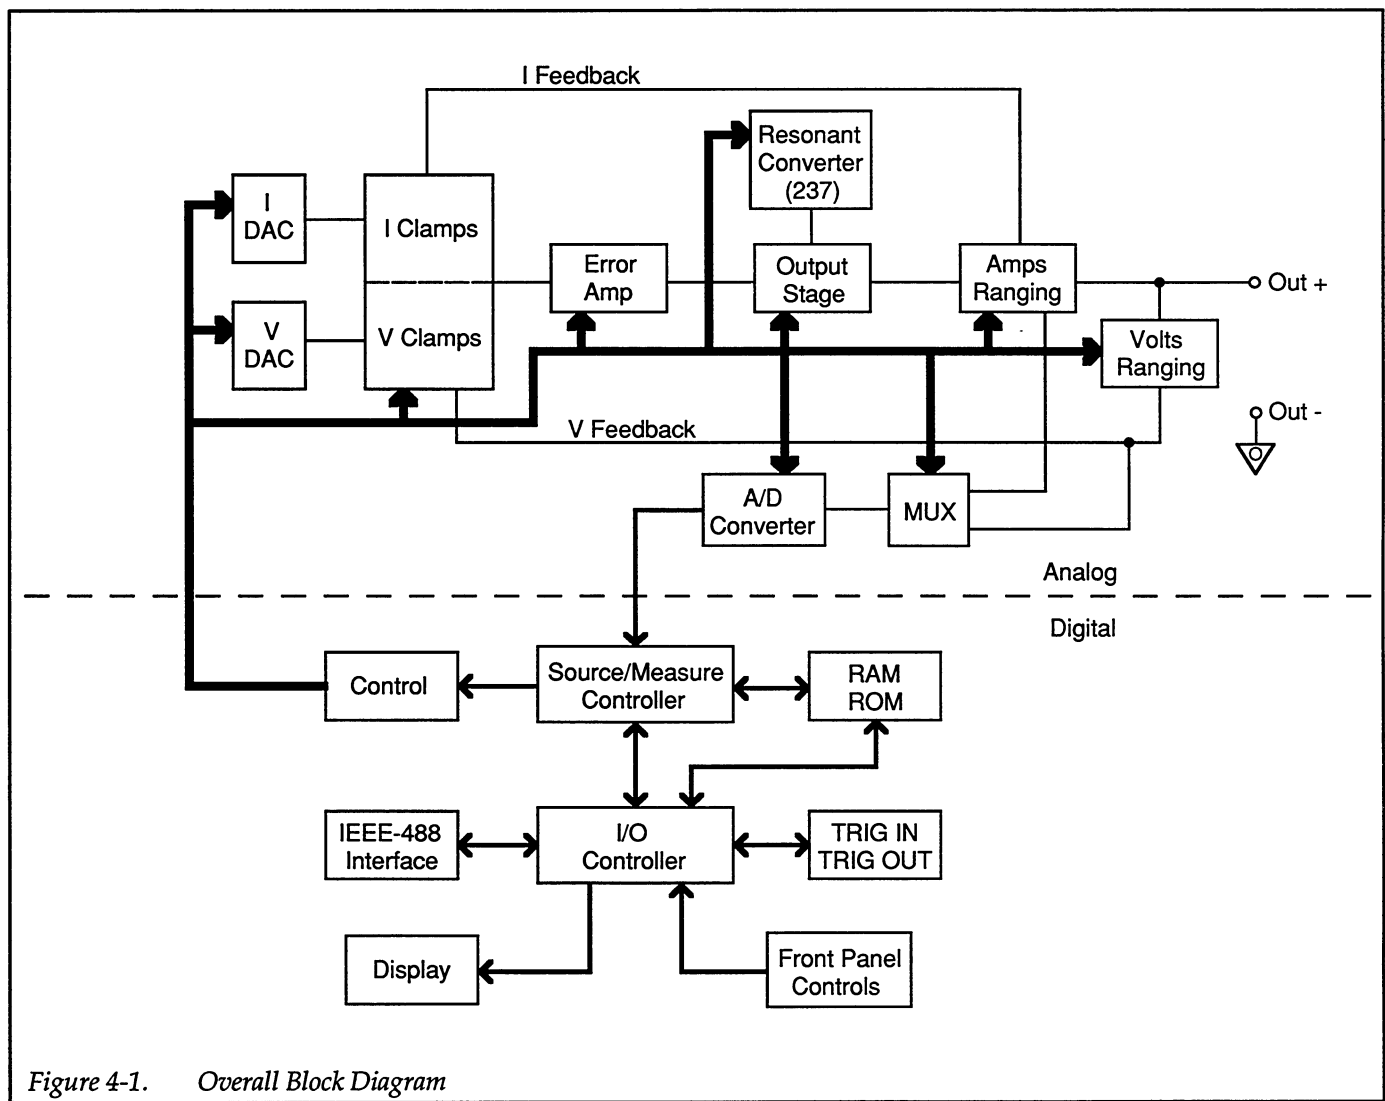 I Feedback
Resonant
Converter
(237)
I
DAC
I Clamps
Error
Amp
Output
Stage
Amps
Ranging
Out +
V
DAC
V Clamps
Volts
Ranging
Out -
V Feedback
A/D
Converter
MUX
Analog
Digital
Control
Source/Measure
Controller
RAM
ROM
IEEE-488
Interface
I/O
Controller
TRIG IN
TRIG OUT
Display
Front Panel
Controls
Figure 4-1. Overall Block Diagram